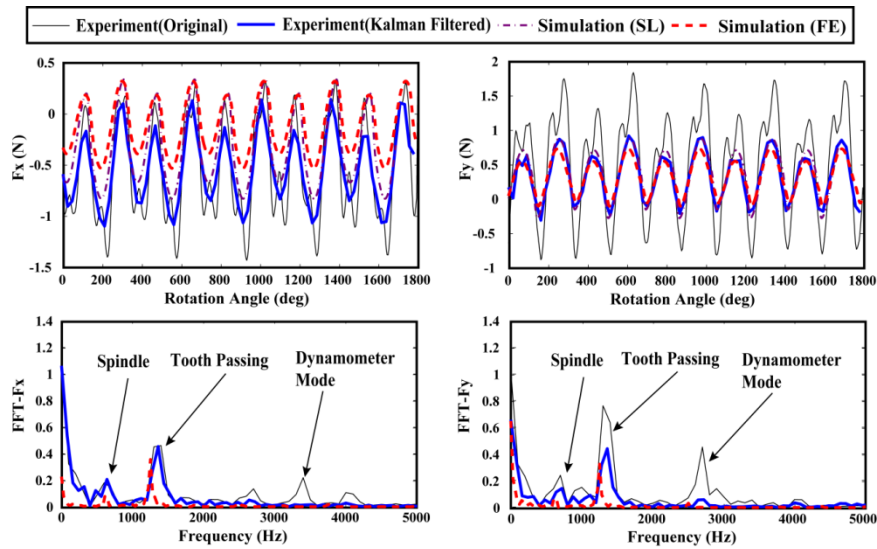 Experiment(Original) Experiment(Kalman Filtered) Simulation (SL) Simulation (FE)
0.5
0
-0.5
-1
-1.5
Fx (N)
0 200 400 600 800 1000 1200 1400 1600 1800
Rotation Angle (deg)
2
1.5
1
0.5
0
-0.5
-1
Fy (N)
0 200 400 600 800 1000 1200 1400 1600 1800
Rotation Angle (deg)
1.4
1.2
1
0.8
0.6
0.4
0.2
0
FFT-Fx
Spindle
Tooth Passing
Dynamometer
Mode
0 1000 2000 3000 4000 5000
Frequency (Hz)
1.4
1.2
1
0.8
0.6
0.4
0.2
0
FFT-Fy
Spindle
Tooth Passing
Dynamometer
Mode
0 1000 2000 3000 4000 5000
Frequency (Hz)